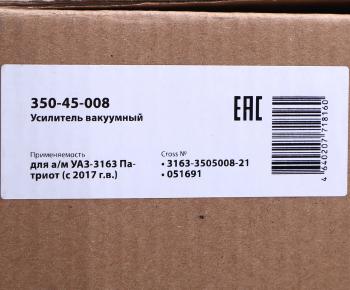 350-45-008
Усилитель вакуумный
EAC
Применяемость
для а/м УАЗ-3163 Па-
триот (с 2017 г.в.)
Cross №
• 3163-3505008-21
• 051691
4 640207 718160